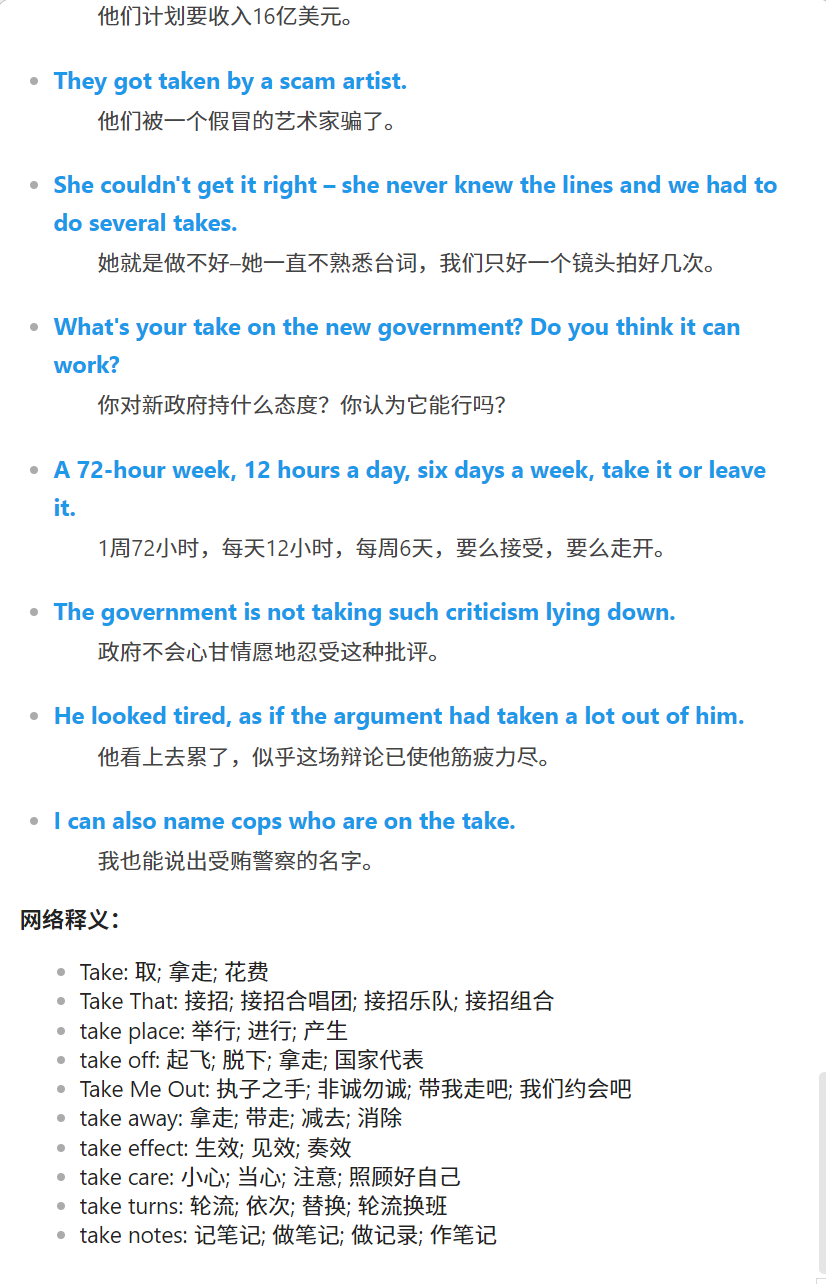 他们计划要收入16亿美元。
They got taken by a scam artist.
他们被一个假冒的艺术家骗了。
She couldn't get it right – she never knew the lines and we had to
do several takes.
她就是做不好–她一直不熟悉台词，我们只好一个镜头拍好几次。
What's your take on the new government? Do you think it can
work?
你对新政府持什么态度？你认为它能行吗？
A 72-hour week, 12 hours a day, six days a week, take it or leave
it.
1周72小时，每天12小时，每周6天，要么接受，要么走开。
The government is not taking such criticism lying down.
政府不会心甘情愿地忍受这种批评。
He looked tired, as if the argument had taken a lot out of him.
他看上去累了，似乎这场辩论已使他筋疲力尽。
I can also name cops who are on the take.
我也能说出受贿警察的名字。
网络释义：
Take: 取; 拿走; 花费
Take That: 接招; 接招合唱团; 接招乐队; 接招组合
take place: 举行; 进行; 产生
take off: 起飞; 脱下; 拿走; 国家代表
Take Me Out: 执子之手; 非诚勿诚; 带我走吧; 我们约会吧
take away: 拿走; 带走; 减去; 消除
take effect: 生效; 见效; 奏效
take care: 小心; 当心; 注意; 照顾好自己
take turns: 轮流; 依次; 替换; 轮流换班
take notes: 记笔记; 做笔记; 做记录; 作笔记